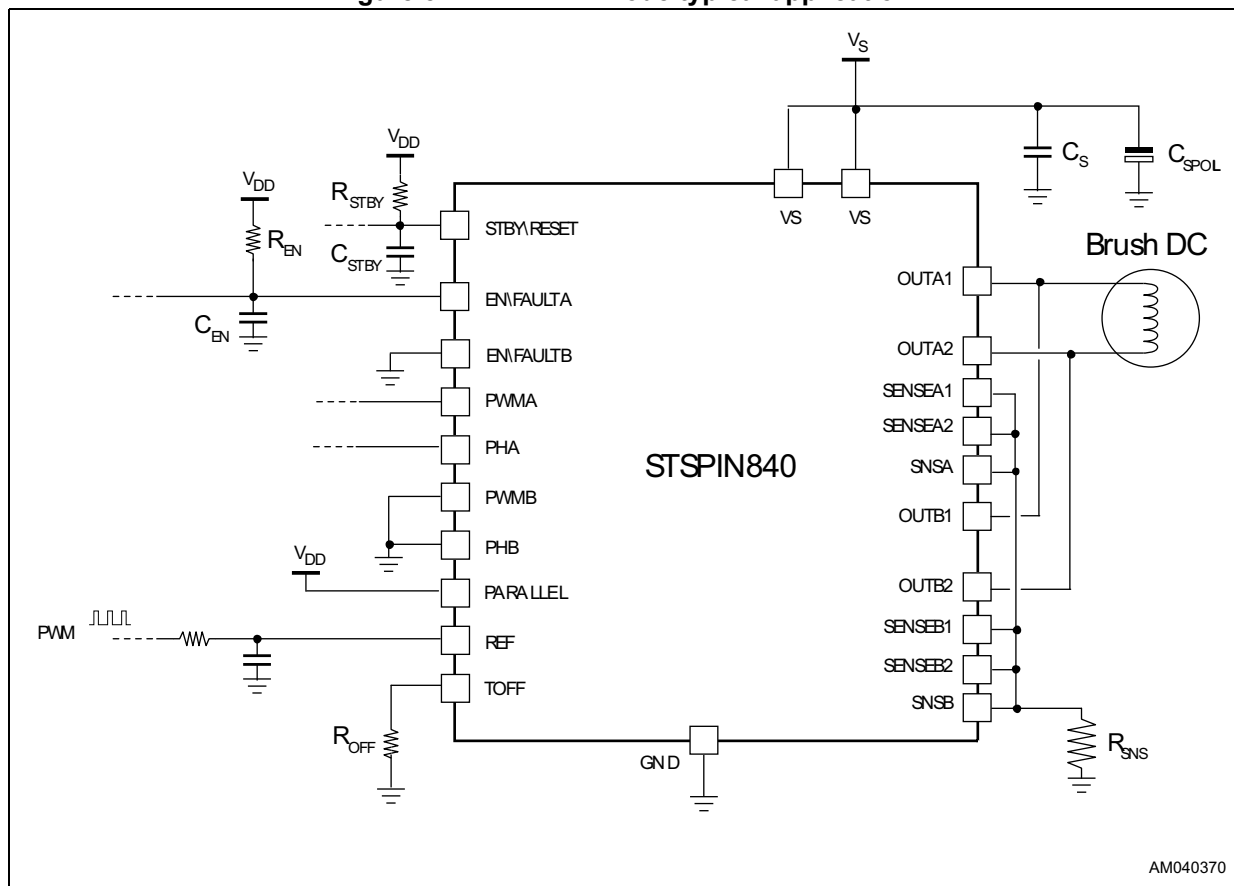 VS
VDD
VDD
RSTBY
REN
CSTBY
CEN
CS
CSPOL
VS
VS
STBY\RESET
EN\FAULTA
EN\FAULTB
PWMA
PHA
PWMB
PHB
VDD
PARALLEL
PWM
REF
TOFF
ROFF
GND
STSPIN840
Brush DC
OUTA1
OUTA2
SENSEA1
SENSEA2
SNSA
OUTB1
OUTB2
SENSEB1
SENSEB2
SNSB
RSNS
AM040370